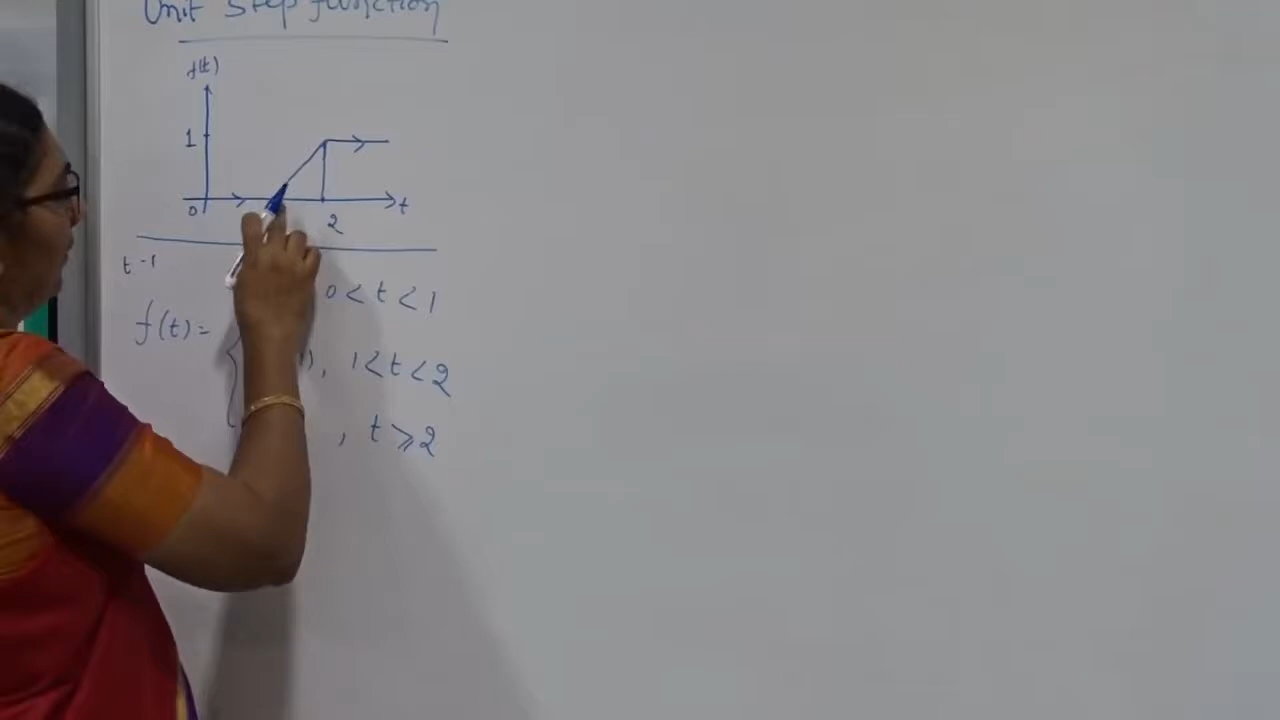 Unit Step function
f(t)
1
0 2 t
t-1
0 < t < 1
f(t) = {
), 1 < t < 2
, t ⩾ 2